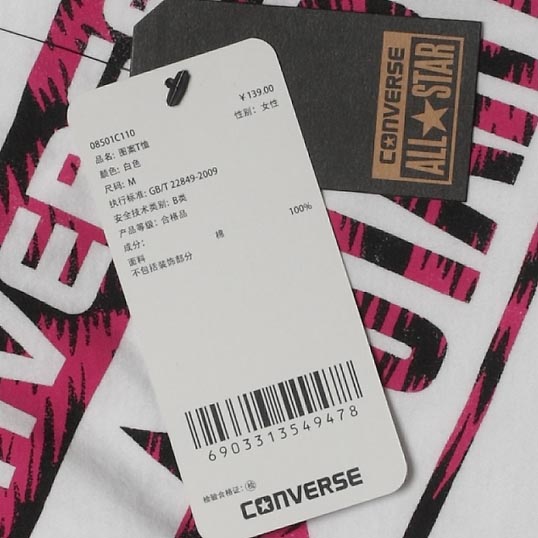 CONVERSE
ALL★STAR
¥139.00
08501C110
性别: 女性
品名: 图案T恤
颜色: 白色
尺码: M
执行标准: GB/T 22849-2009
安全技术类别: B类
产品等级: 合格品
成分:
面料 棉 100%
不包括装饰部分
6903313549478
检验合格证: 检
CONVERSE